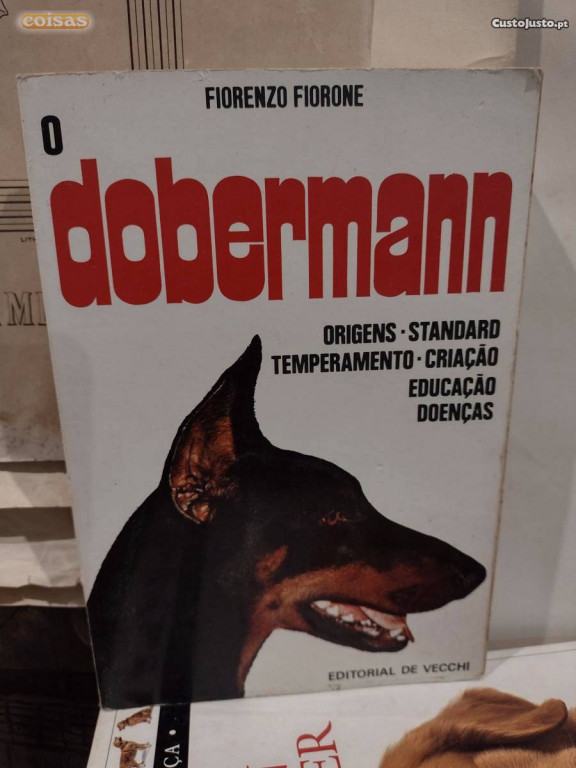 coisas
CustoJusto.pt
FIORENZO FIORONE
O
dobermann
ORIGENS · STANDARD
TEMPERAMENTO · CRIAÇÃO
EDUCAÇÃO
DOENÇAS
EDITORIAL DE VECCHI